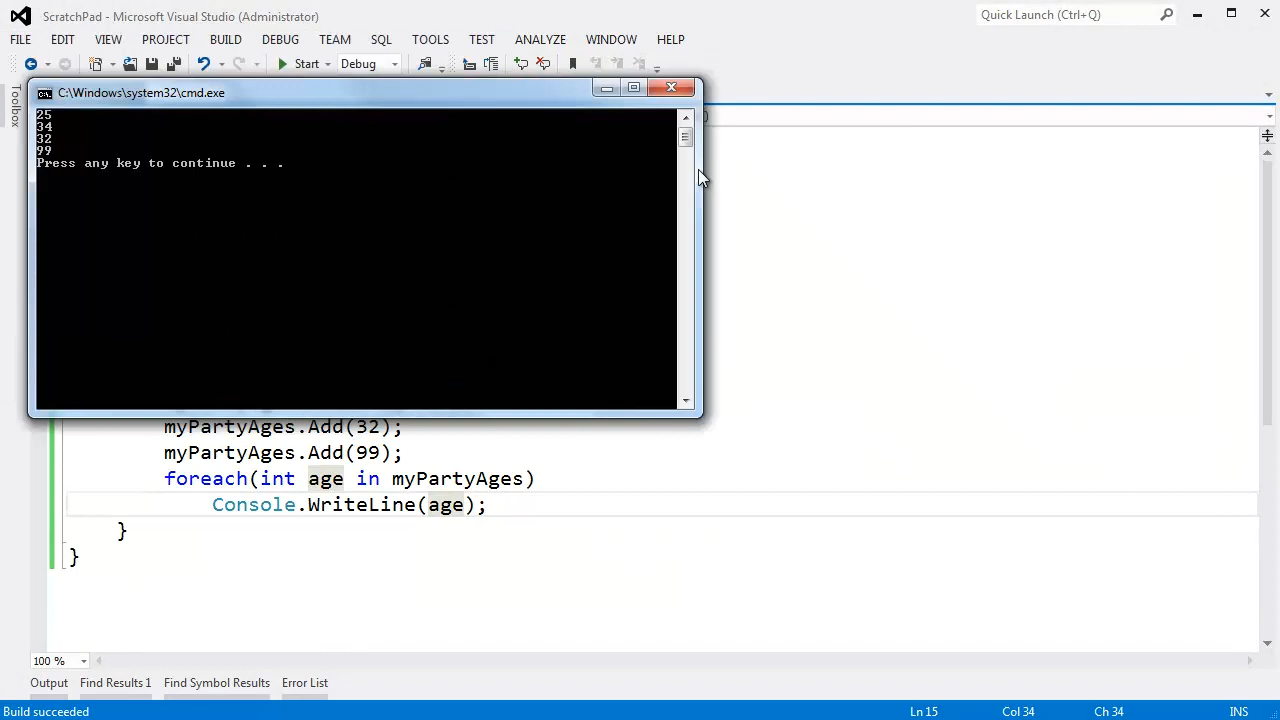 ScratchPad - Microsoft Visual Studio (Administrator)
Quick Launch (Ctrl+Q)
FILE EDIT VIEW PROJECT BUILD DEBUG TEAM SQL TOOLS TEST ANALYZE WINDOW HELP
Start Debug
Toolbox
C:\Windows\system32\cmd.exe
25
34
32
99
Press any key to continue . . .
myPartyAges.Add(32);
myPartyAges.Add(99);
foreach(int age in myPartyAges)
Console.WriteLine(age);
}
}
100 %
Output Find Results 1 Find Symbol Results Error List
Build succeeded Ln 15 Col 34 Ch 34 INS